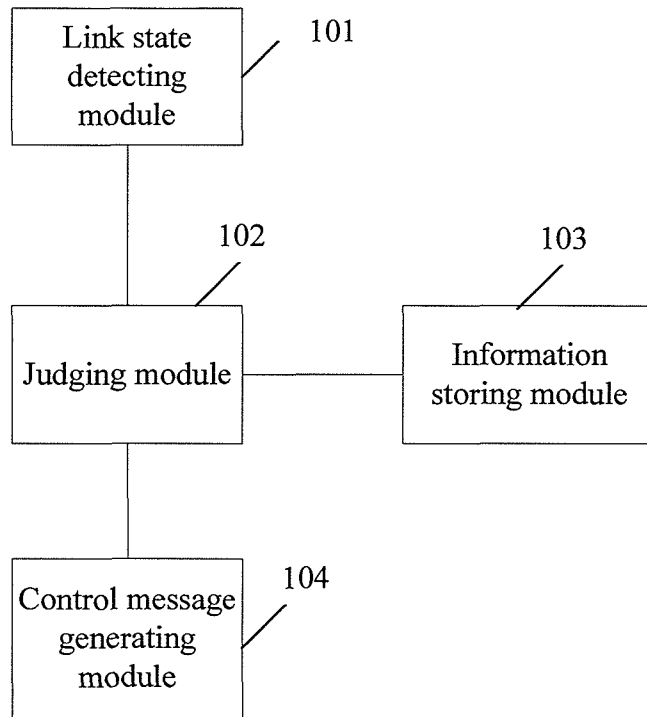 Link state
detecting
module
101
102
103
Judging module
Information
storing module
104
Control message
generating
module